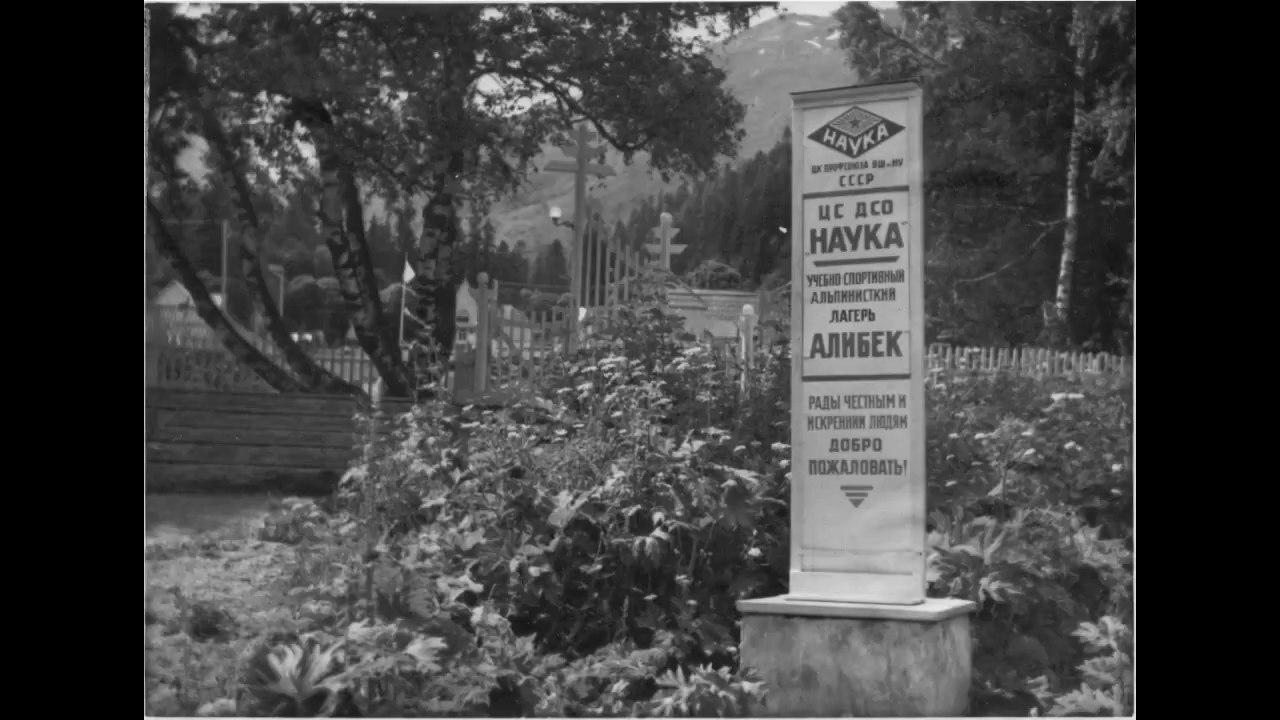 НАУКА
ЦК ПРОФСОЮЗА ВШ и НУ
СССР
ЦС ДСО
"НАУКА"
УЧЕБНО-СПОРТИВНЫЙ
АЛЬПИНИСТКИЙ
ЛАГЕРЬ
"АЛИБЕК"
РАДЫ ЧЕСТНЫМ И
ИСКРЕННИМ ЛЮДЯМ
ДОБРО
ПОЖАЛОВАТЬ!